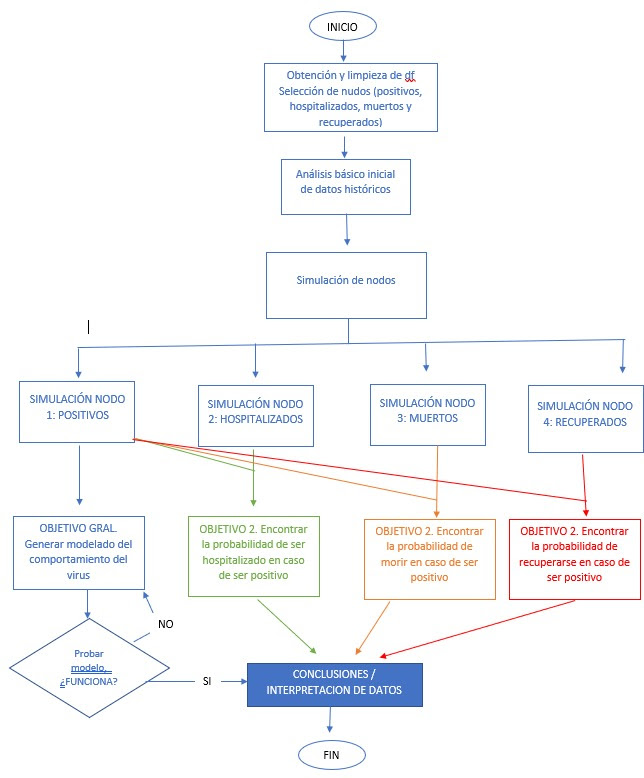 INICIO
Obtención y limpieza de df
Selección de nudos (positivos,
hospitalizados, muertos y
recuperados)
Análisis básico inicial
de datos históricos
Simulación de nodos
SIMULACIÓN NODO
1: POSITIVOS
SIMULACIÓN NODO
2: HOSPITALIZADOS
SIMULACIÓN NODO
3: MUERTOS
SIMULACIÓN NODO
4: RECUPERADOS
OBJETIVO GRAL.
Generar modelado del
comportamiento del
virus
OBJETIVO 2. Encontrar
la probabilidad de ser
hospitalizado en caso
de ser positivo
OBJETIVO 2. Encontrar
la probabilidad de
morir en caso de ser
positivo
OBJETIVO 2. Encontrar
la probabilidad de
recuperarse en caso de
ser positivo
NO
Probar
modelo,
¿FUNCIONA?
SI
CONCLUSIONES /
INTERPRETACION DE DATOS
FIN